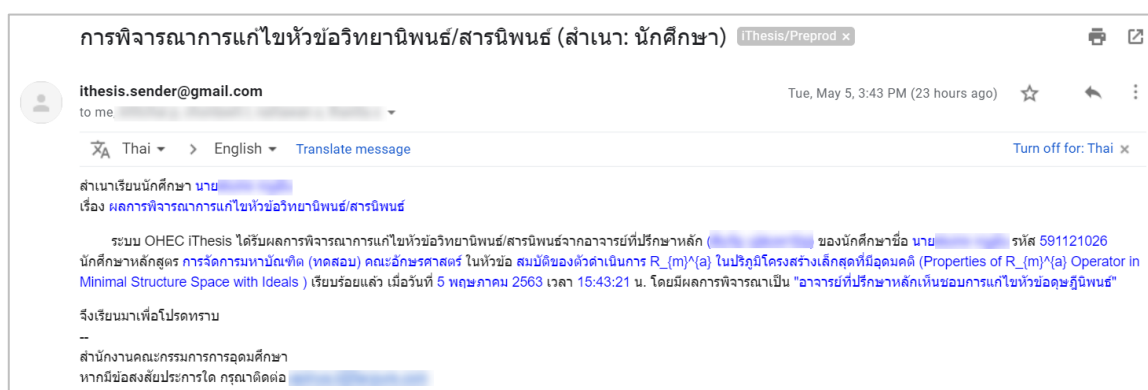 การพิจารณาการแก้ไขหัวข้อวิทยานิพนธ์/สารนิพนธ์ (สำเนา: นักศึกษา) iThesis/Preprod ×
ithesis.sender@gmail.com Tue, May 5, 3:43 PM (23 hours ago)
to me
Thai > English Translate message Turn off for: Thai ×
สำเนาเรียนนักศึกษา นาย
เรื่อง ผลการพิจารณาการแก้ไขหัวข้อวิทยานิพนธ์/สารนิพนธ์
ระบบ OHEC iThesis ได้รับผลการพิจารณาการแก้ไขหัวข้อวิทยานิพนธ์/สารนิพนธ์จากอาจารย์ที่ปรึกษาหลัก ( ของนักศึกษาชื่อ นาย รหัส 591121026
นักศึกษาหลักสูตร การจัดการมหาบัณฑิต (ทดสอบ) คณะอักษรศาสตร์ ในหัวข้อ สมบัติของตัวดำเนินการ R_{m}^{a} ในปริภูมิโครงสร้างเล็กสุดที่มีอุดมคติ (Properties of R_{m}^{a} Operator in
Minimal Structure Space with Ideals ) เรียบร้อยแล้ว เมื่อวันที่ 5 พฤษภาคม 2563 เวลา 15:43:21 น. โดยมีผลการพิจารณาเป็น "อาจารย์ที่ปรึกษาหลักเห็นชอบการแก้ไขหัวข้อดุษฎีนิพนธ์"
จึงเรียนมาเพื่อโปรดทราบ
--
สำนักงานคณะกรรมการการอุดมศึกษา
หากมีข้อสงสัยประการใด กรุณาติดต่อ